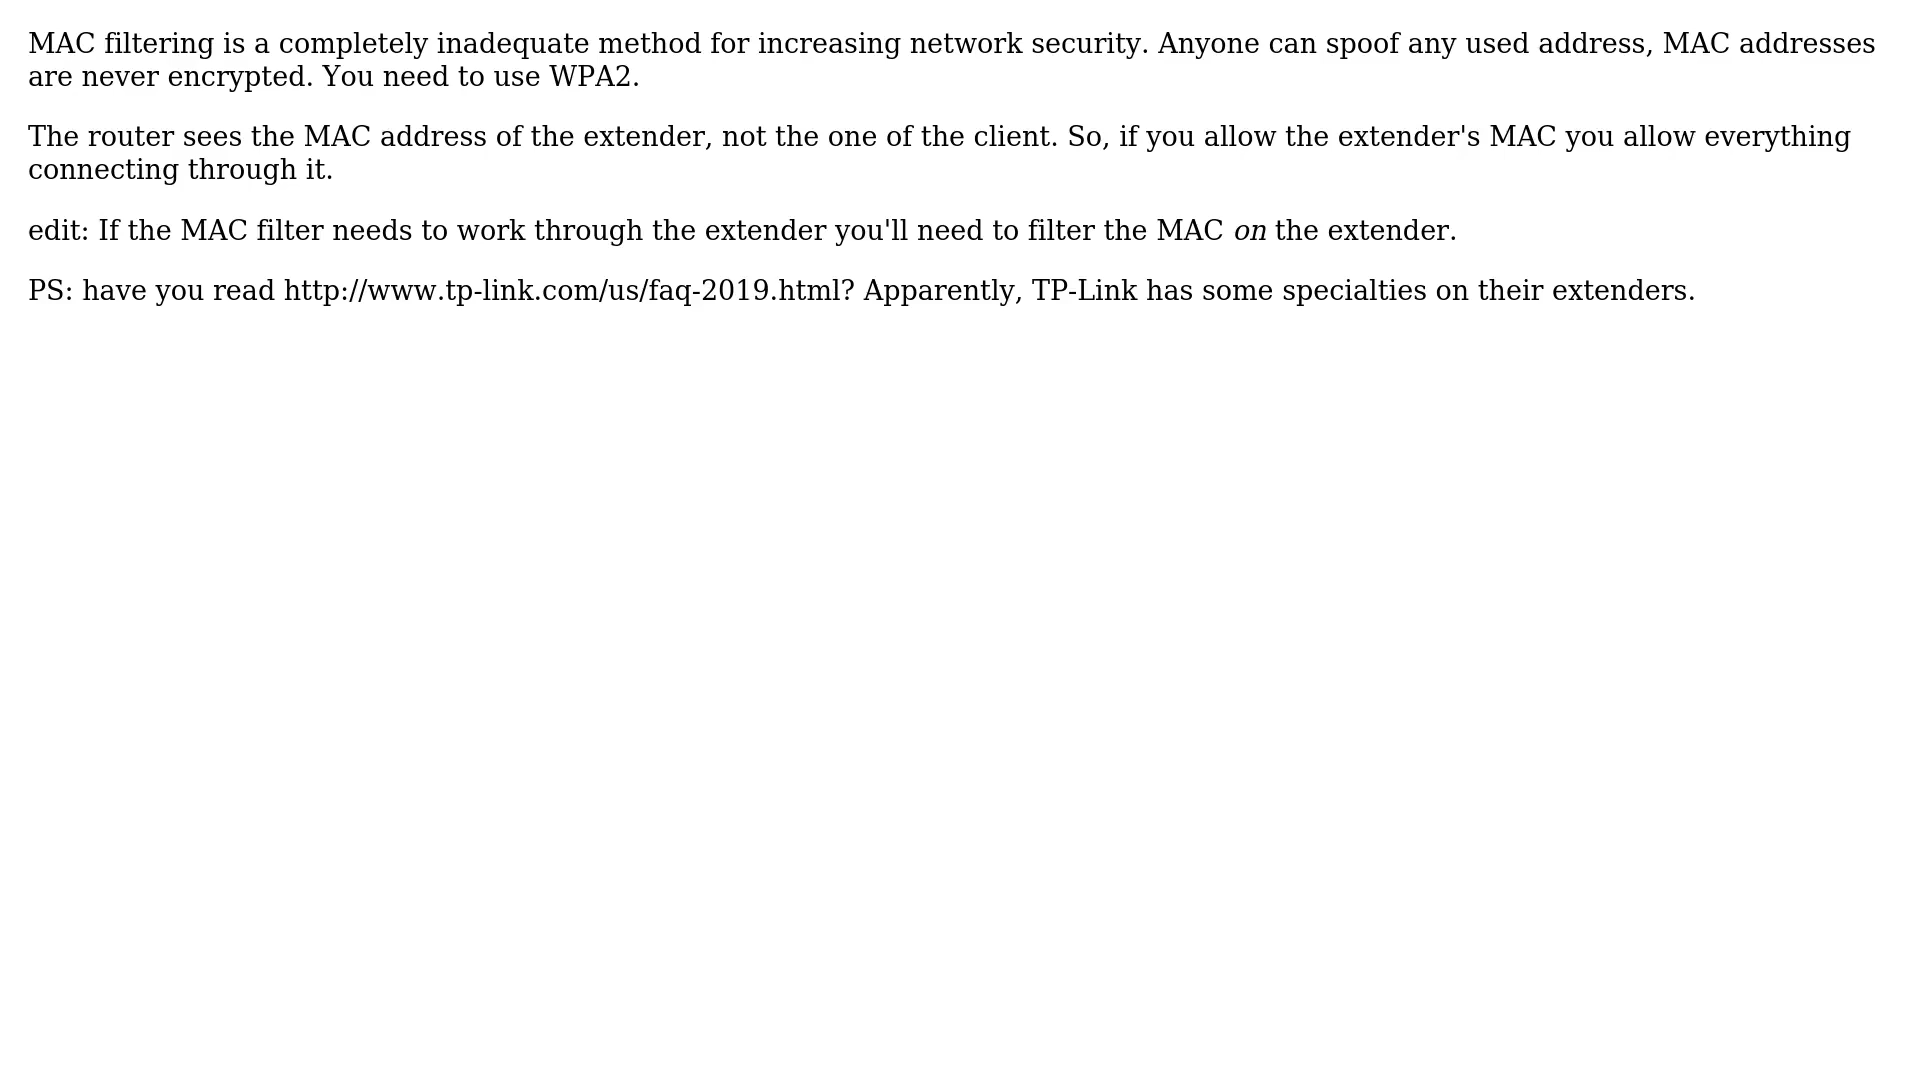 MAC filtering is a completely inadequate method for increasing network security. Anyone can spoof any used address, MAC addresses
are never encrypted. You need to use WPA2.
The router sees the MAC address of the extender, not the one of the client. So, if you allow the extender's MAC you allow everything
connecting through it.
edit: If the MAC filter needs to work through the extender you'll need to filter the MAC on the extender.
PS: have you read http://www.tp-link.com/us/faq-2019.html? Apparently, TP-Link has some specialties on their extenders.